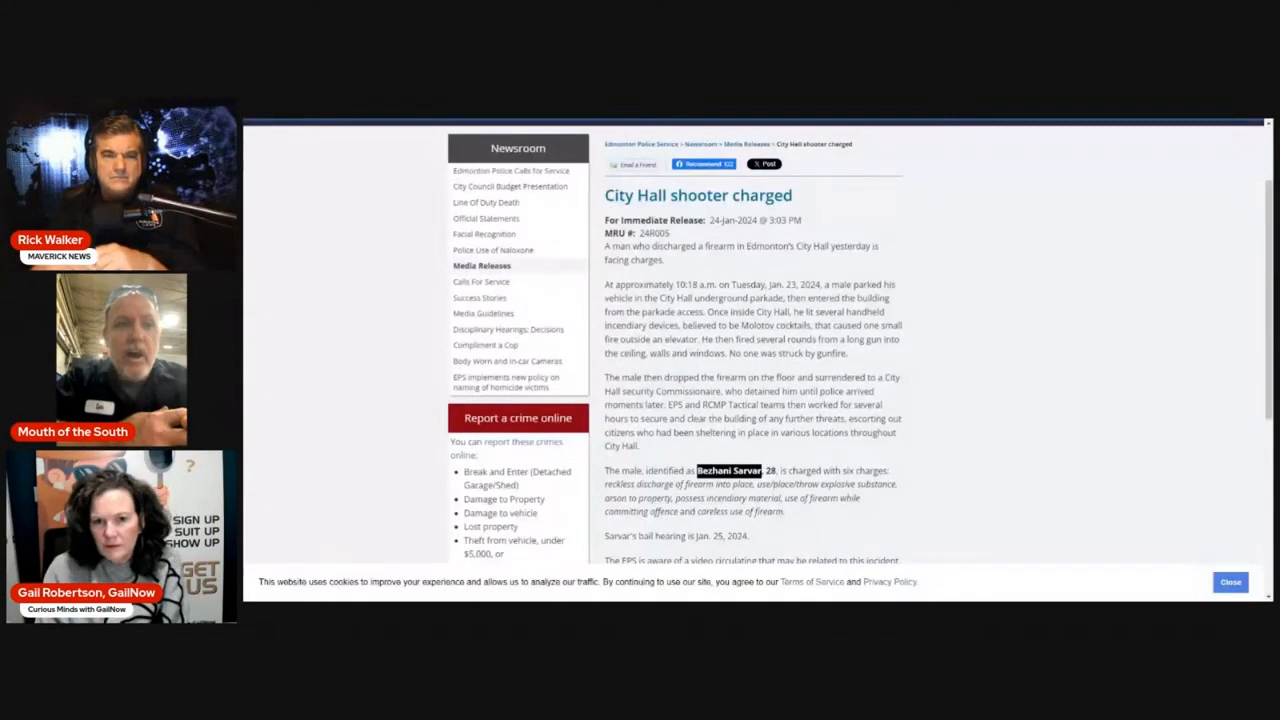 Rick Walker
MAVERICK NEWS
Mouth of the South
?
SIGN UP
SUIT UP
SHOW UP
GET
US
Gail Robertson, GailNow
Curious Minds with GailNow
Newsroom
Edmonton Police Calls for Service
City Council Budget Presentation
Line Of Duty Death
Official Statements
Facial Recognition
Police Use of Naloxone
Media Releases
Calls For Service
Success Stories
Media Guidelines
Disciplinary Hearings: Decisions
Compliment a Cop
Body Worn and in-car Cameras
EPS implements new policy on
naming of homicide victims
Report a crime online
You can report these crimes
online:
• Break and Enter (Detached
Garage/Shed)
• Damage to Property
• Damage to vehicle
• Lost property
• Theft from vehicle, under
$5,000, or
Edmonton Police Service > Newsroom > Media Releases > City Hall shooter charged
Email a Friend
Recommend
Post
City Hall shooter charged
For Immediate Release: 24-Jan-2024 @ 3:03 PM
MRU #: 24R005
A man who discharged a firearm in Edmonton's City Hall yesterday is
facing charges.
At approximately 10:18 a.m. on Tuesday, Jan. 23, 2024, a male parked his
vehicle in the City Hall underground parkade, then entered the building
from the parkade access. Once inside City Hall, he lit several handheld
incendiary devices, believed to be Molotov cocktails, that caused one small
fire outside an elevator. He then fired several rounds from a long gun into
the ceiling, walls and windows. No one was struck by gunfire.
The male then dropped the firearm on the floor and surrendered to a City
Hall security Commissionaire, who detained him until police arrived
moments later. EPS and RCMP Tactical teams then worked for several
hours to secure and clear the building of any further threats, escorting out
citizens who had been sheltering in place in various locations throughout
City Hall.
The male, identified as Bezhani Sarvar, 28, is charged with six charges:
reckless discharge of firearm into place, use/place/throw explosive substance,
arson to property, possess incendiary material, use of firearm while
committing offence and careless use of firearm.
Sarvar's bail hearing is Jan. 25, 2024.
The EPS is aware of a video circulating that may be related to this incident
This website uses cookies to improve your experience and allows us to analyze our traffic. By continuing to use our site, you agree to our Terms of Service and Privacy Policy.
Close